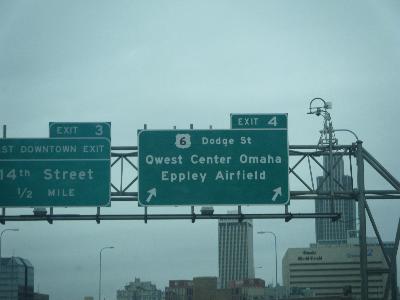 EXIT 3
ST DOWNTOWN EXIT
14th Street
½ MILE
EXIT 4
6 Dodge St
Qwest Center Omaha
Eppley Airfield